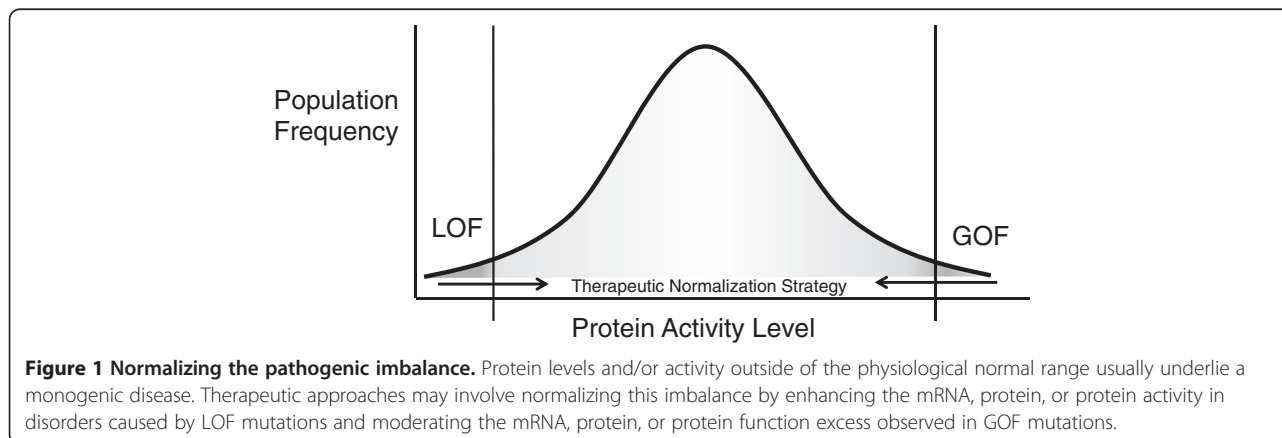 Population
Frequency
LOF
GOF
Therapeutic Normalization Strategy
Protein Activity Level
Figure 1 Normalizing the pathogenic imbalance. Protein levels and/or activity outside of the physiological normal range usually underlie a
monogenic disease. Therapeutic approaches may involve normalizing this imbalance by enhancing the mRNA, protein, or protein activity in
disorders caused by LOF mutations and moderating the mRNA, protein, or protein function excess observed in GOF mutations.